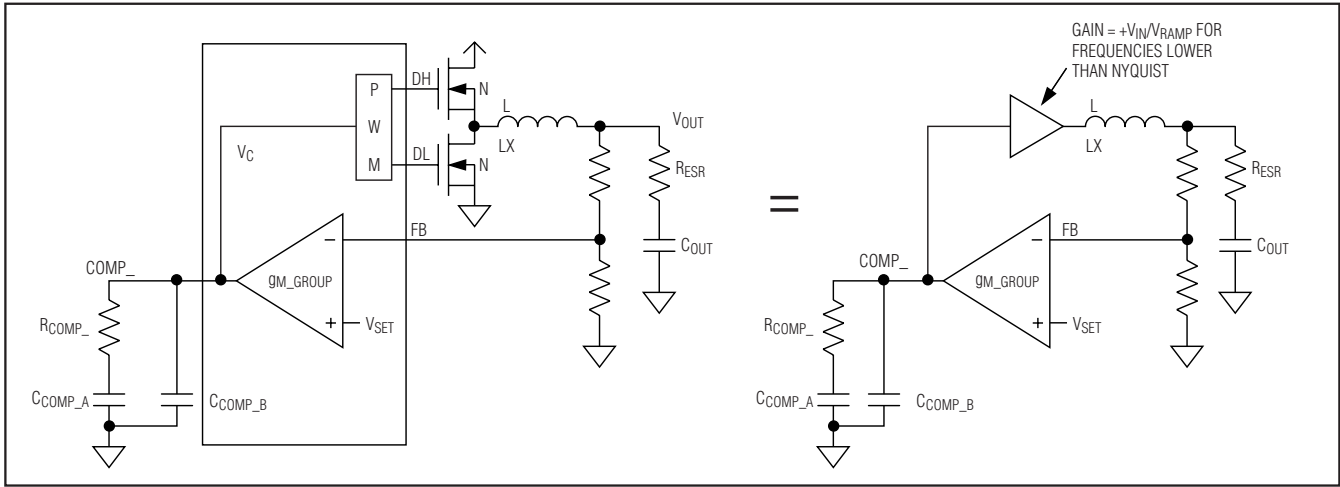 P
W
M
DH
DL
N
N
L
LX
VOUT
VC
RESR
COUT
FB
COMP_
gM_GROUP
VSET
RCOMP_
CCOMP_A
CCOMP_B
=
GAIN = +VIN/VRAMP FOR
FREQUENCIES LOWER
THAN NYQUIST
L
LX
RESR
COUT
FB
COMP_
gM_GROUP
VSET
RCOMP_
CCOMP_A
CCOMP_B